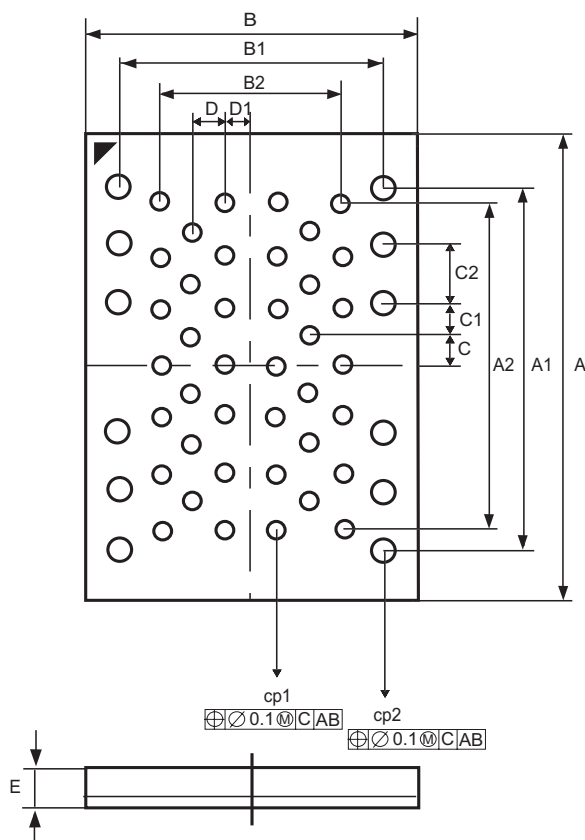 B
B1
B2
D D1
C2
C1
C
A2 A1 A
cp1
⌖ ∅ 0.1 Ⓜ C AB
cp2
⌖ ∅ 0.1 Ⓜ C AB
E